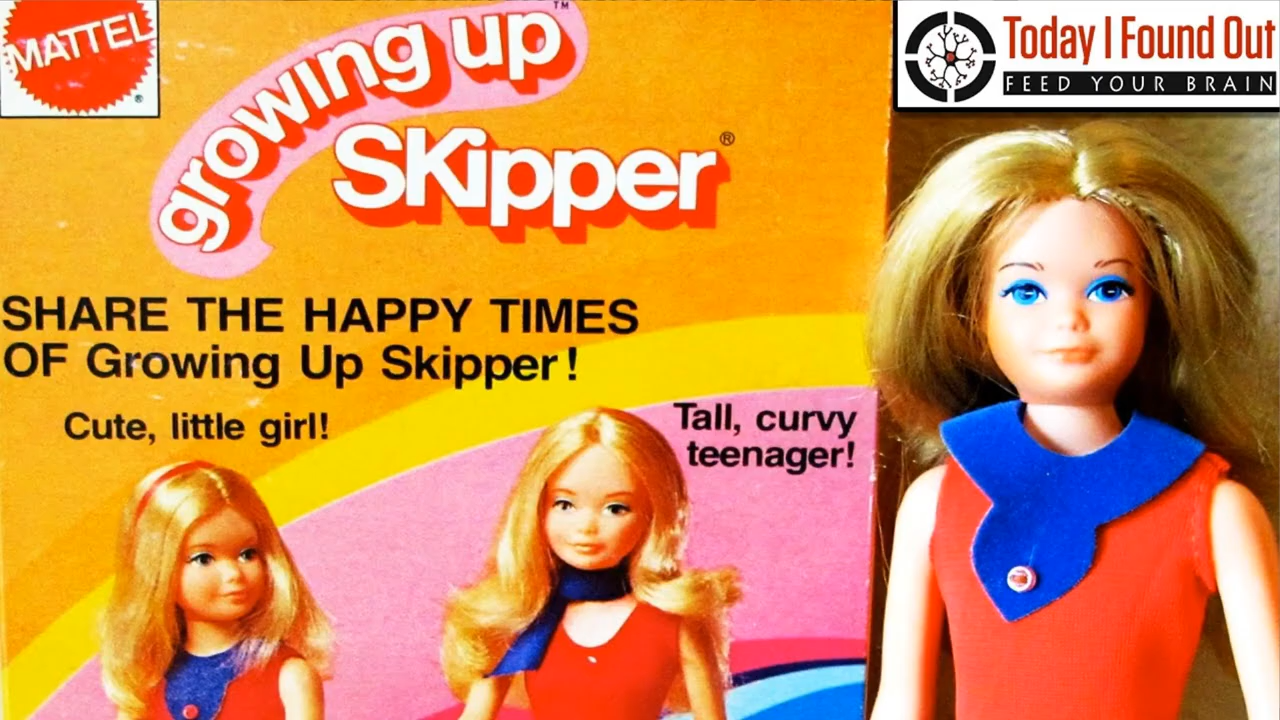 MATTEL
®
growing up™
SKipper®
SHARE THE HAPPY TIMES
OF Growing Up Skipper!
Cute, little girl!
Tall, curvy
teenager!
Today I Found Out
FEED YOUR BRAIN